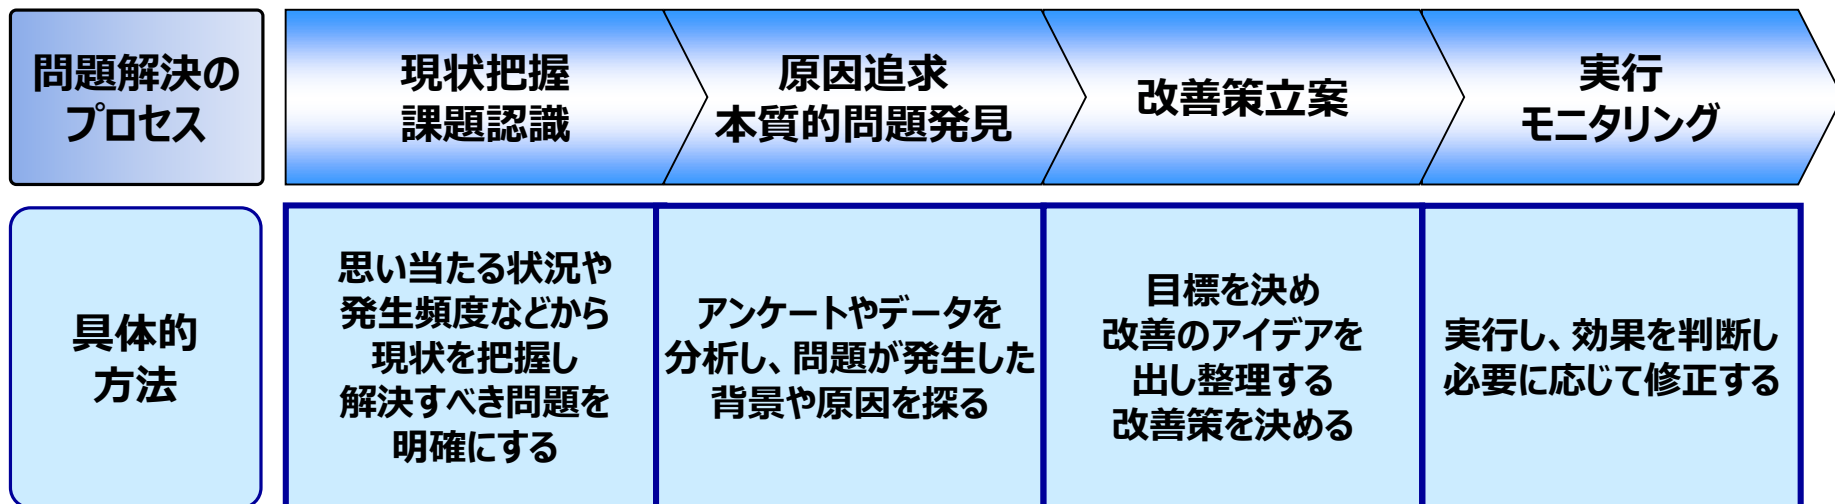 問題解決の
プロセス
現状把握
課題認識
原因追求
本質的問題発見
改善策立案
実行
モニタリング
具体的
方法
思い当たる状況や
発生頻度などから
現状を把握し
解決すべき問題を
明確にする
アンケートやデータを
分析し、問題が発生した
背景や原因を探る
目標を決め
改善のアイデアを
出し整理する
改善策を決める
実行し、効果を判断し
必要に応じて修正する